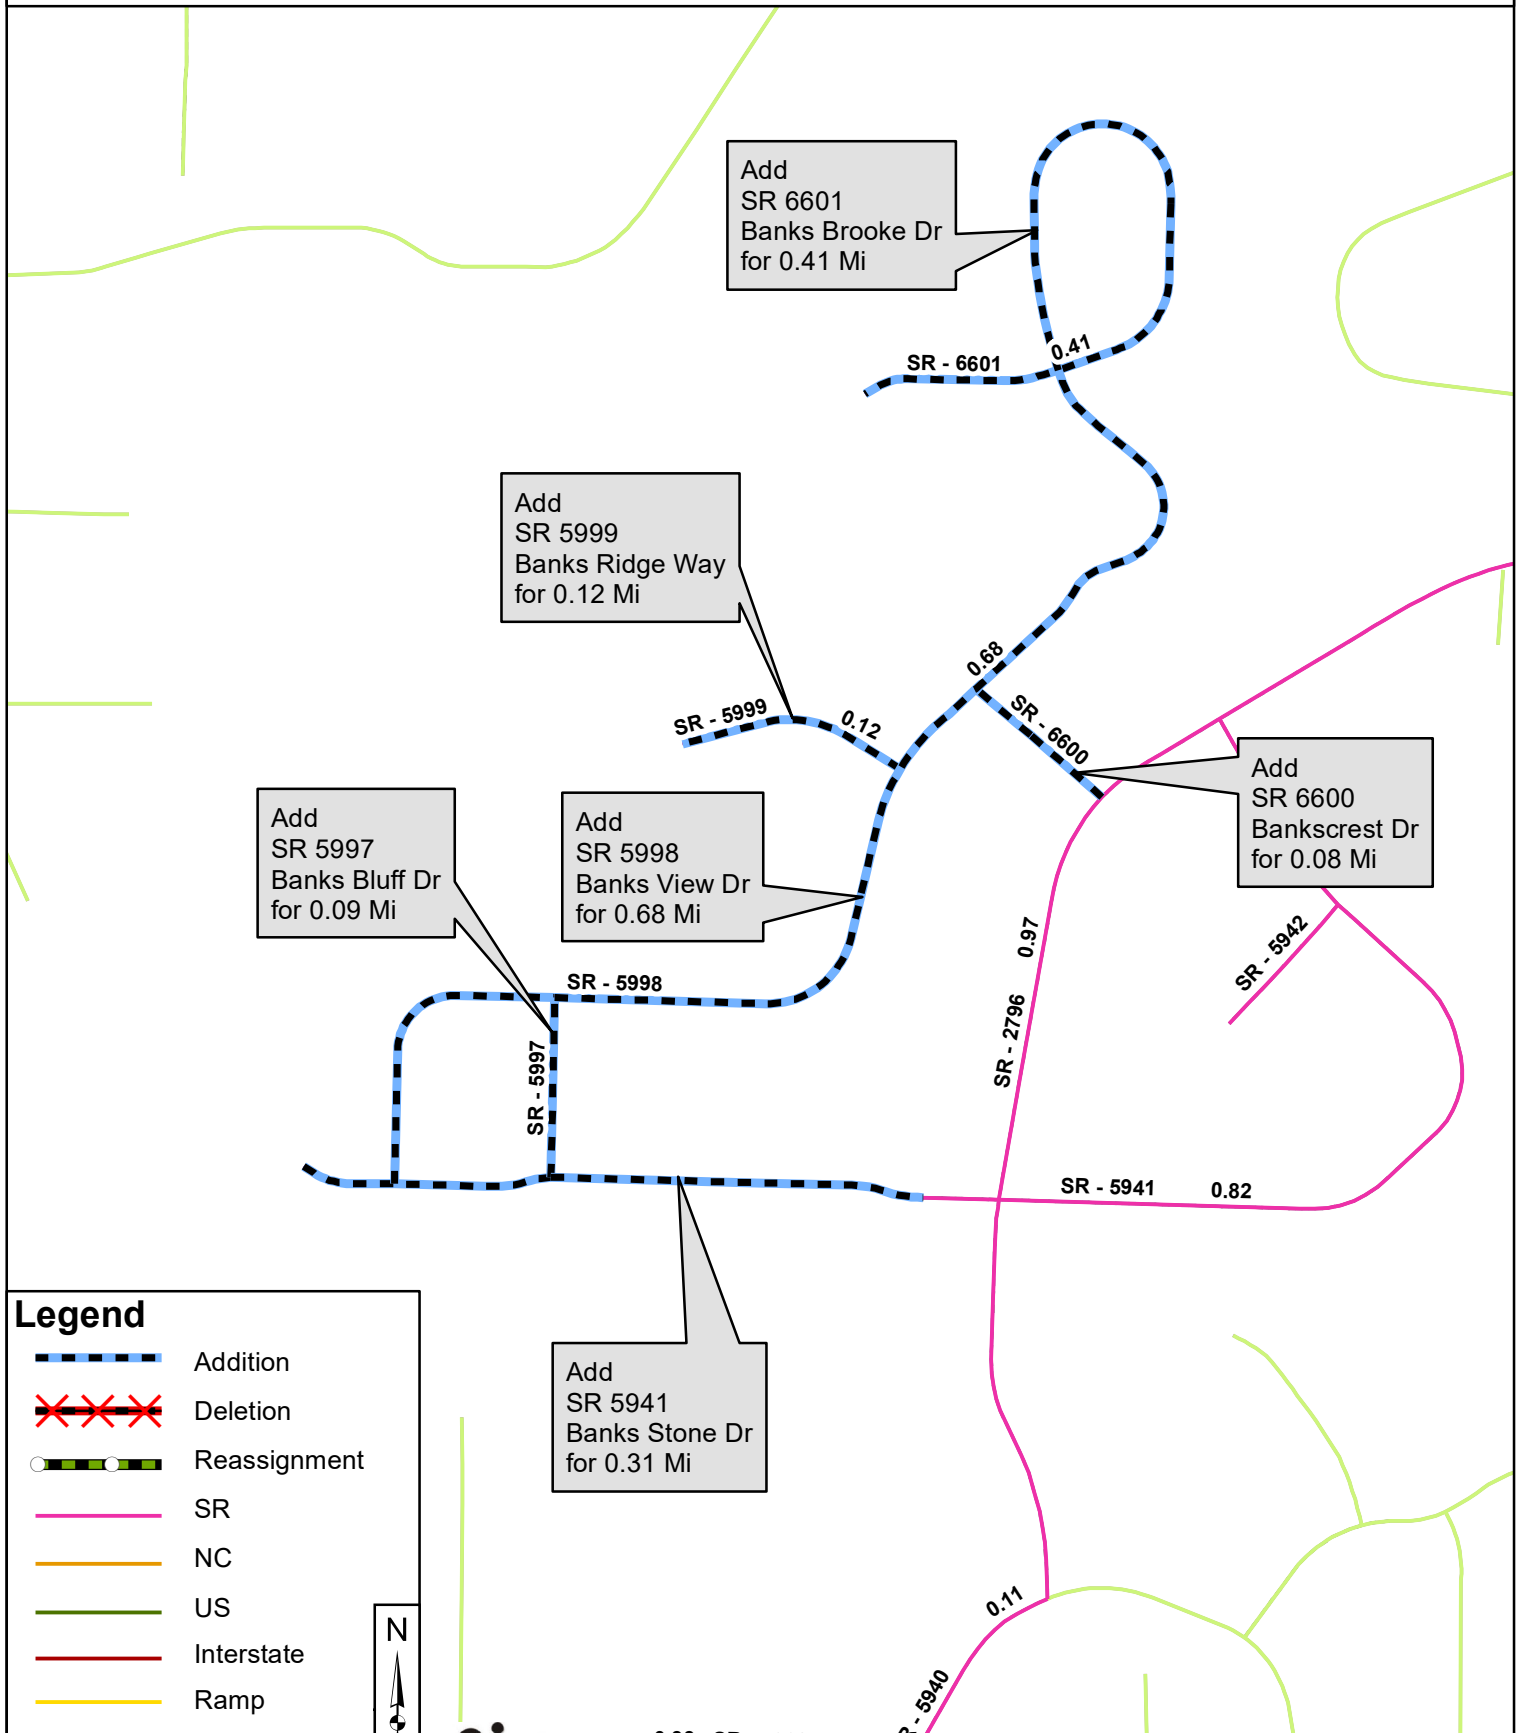 Add
SR 6601
Banks Brooke Dr
for 0.41 Mi
0.41
SR - 6601
Add
SR 5999
Banks Ridge Way
for 0.12 Mi
0.68
SR - 5999
0.12
SR - 6600
Add
SR 6600
Bankscrest Dr
for 0.08 Mi
Add
SR 5997
Banks Bluff Dr
for 0.09 Mi
Add
SR 5998
Banks View Dr
for 0.68 Mi
0.97
SR - 5942
SR - 5998
SR - 2796
SR - 5997
SR - 5941
0.82
Add
SR 5941
Banks Stone Dr
for 0.31 Mi
Legend
Addition
Deletion
Reassignment
SR
NC
US
Interstate
Ramp
N
0.11
- 5940